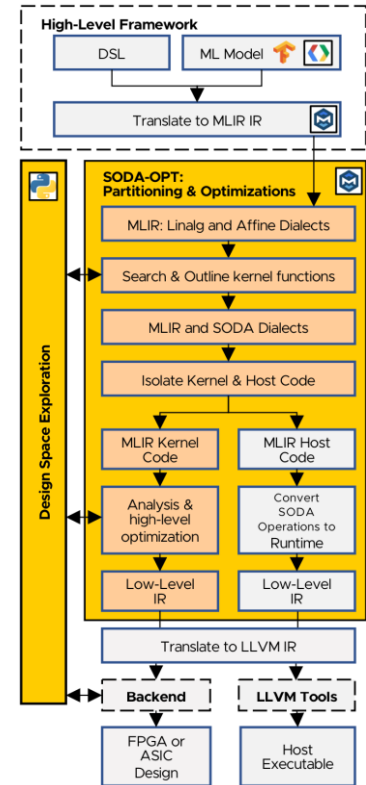 High-Level Framework
DSL
ML Model
Translate to MLIR IR
SODA-OPT:
Partitioning & Optimizations
MLIR: Linalg and Affine Dialects
Search & Outline kernel functions
MLIR and SODA Dialects
Isolate Kernel & Host Code
Design Space Exploration
MLIR Kernel
Code
MLIR Host
Code
Analysis &
high-level
optimization
Convert
SODA
Operations to
Runtime
Low-Level
IR
Low-Level
IR
Translate to LLVM IR
Backend
LLVM Tools
FPGA or
ASIC
Design
Host
Executable